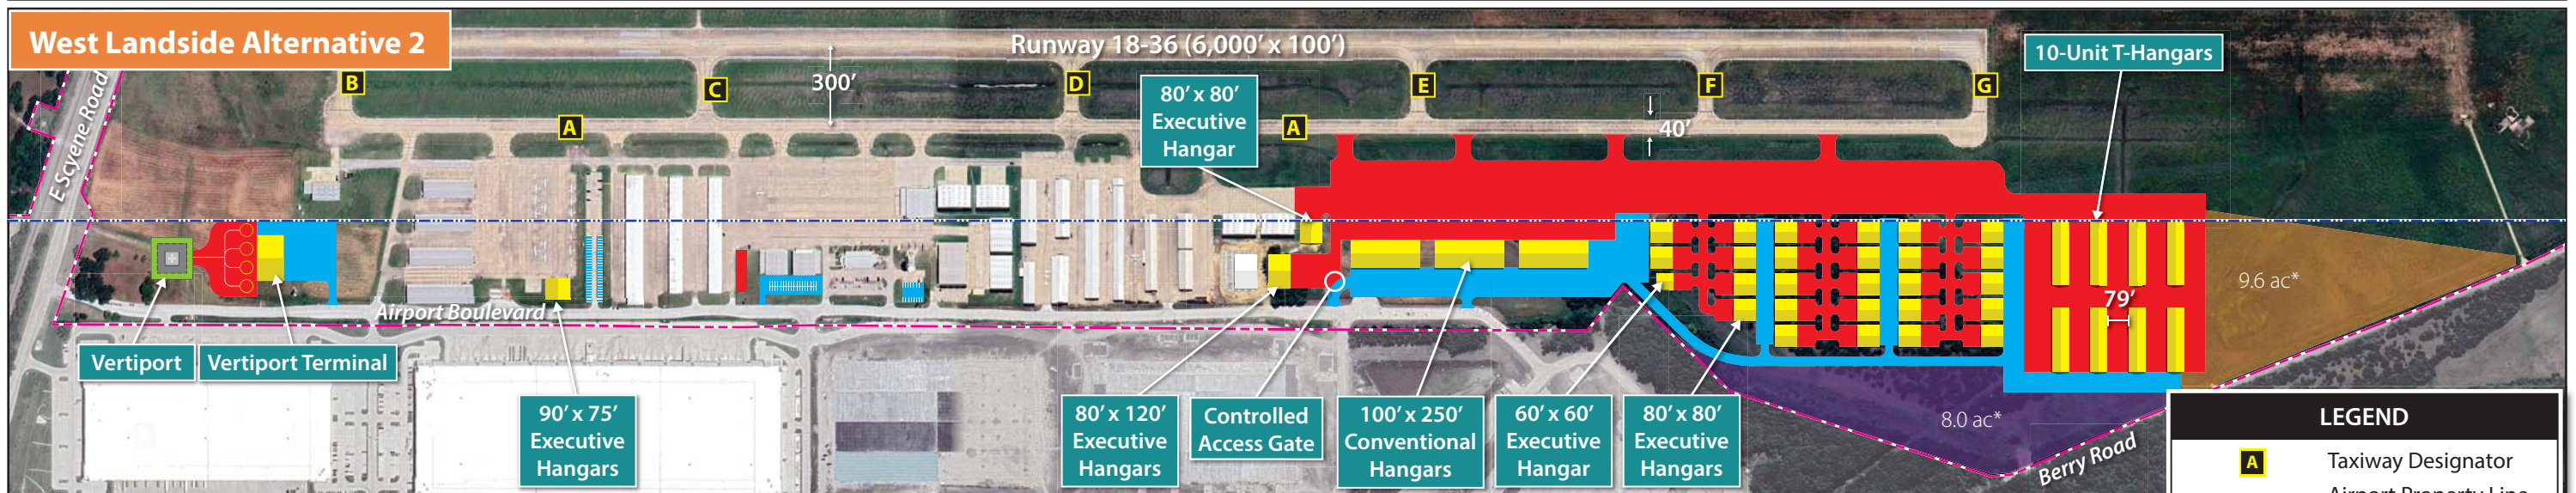 West Landside Alternative 2
Runway 18-36 (6,000' x 100')
10-Unit T-Hangars
B
C
D
E
F
G
300'
80' x 80'
Executive
Hangar
A
A
40'
E Scyene Road
9.6 ac*
79'
Airport Boulevard
Vertiport
Vertiport Terminal
90' x 75'
Executive
Hangars
80' x 120'
Executive
Hangars
Controlled
Access Gate
100' x 250'
Conventional
Hangars
60' x 60'
Executive
Hangar
80' x 80'
Executive
Hangars
8.0 ac*
Berry Road
LEGEND
A Taxiway Designator
Airport Property Line